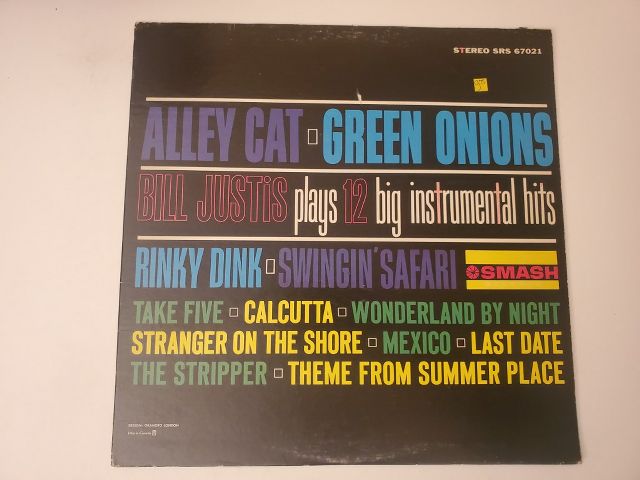 STEREO SRS 67021
ALLEY CAT GREEN ONIONS
BILL JUSTiS plays 12 big instrumental hits
RINKY DINK SWINGIN' SAFARI SMASH
TAKE FIVE CALCUTTA WONDERLAND BY NIGHT
STRANGER ON THE SHORE MEXICO LAST DATE
THE STRIPPER THEME FROM SUMMER PLACE